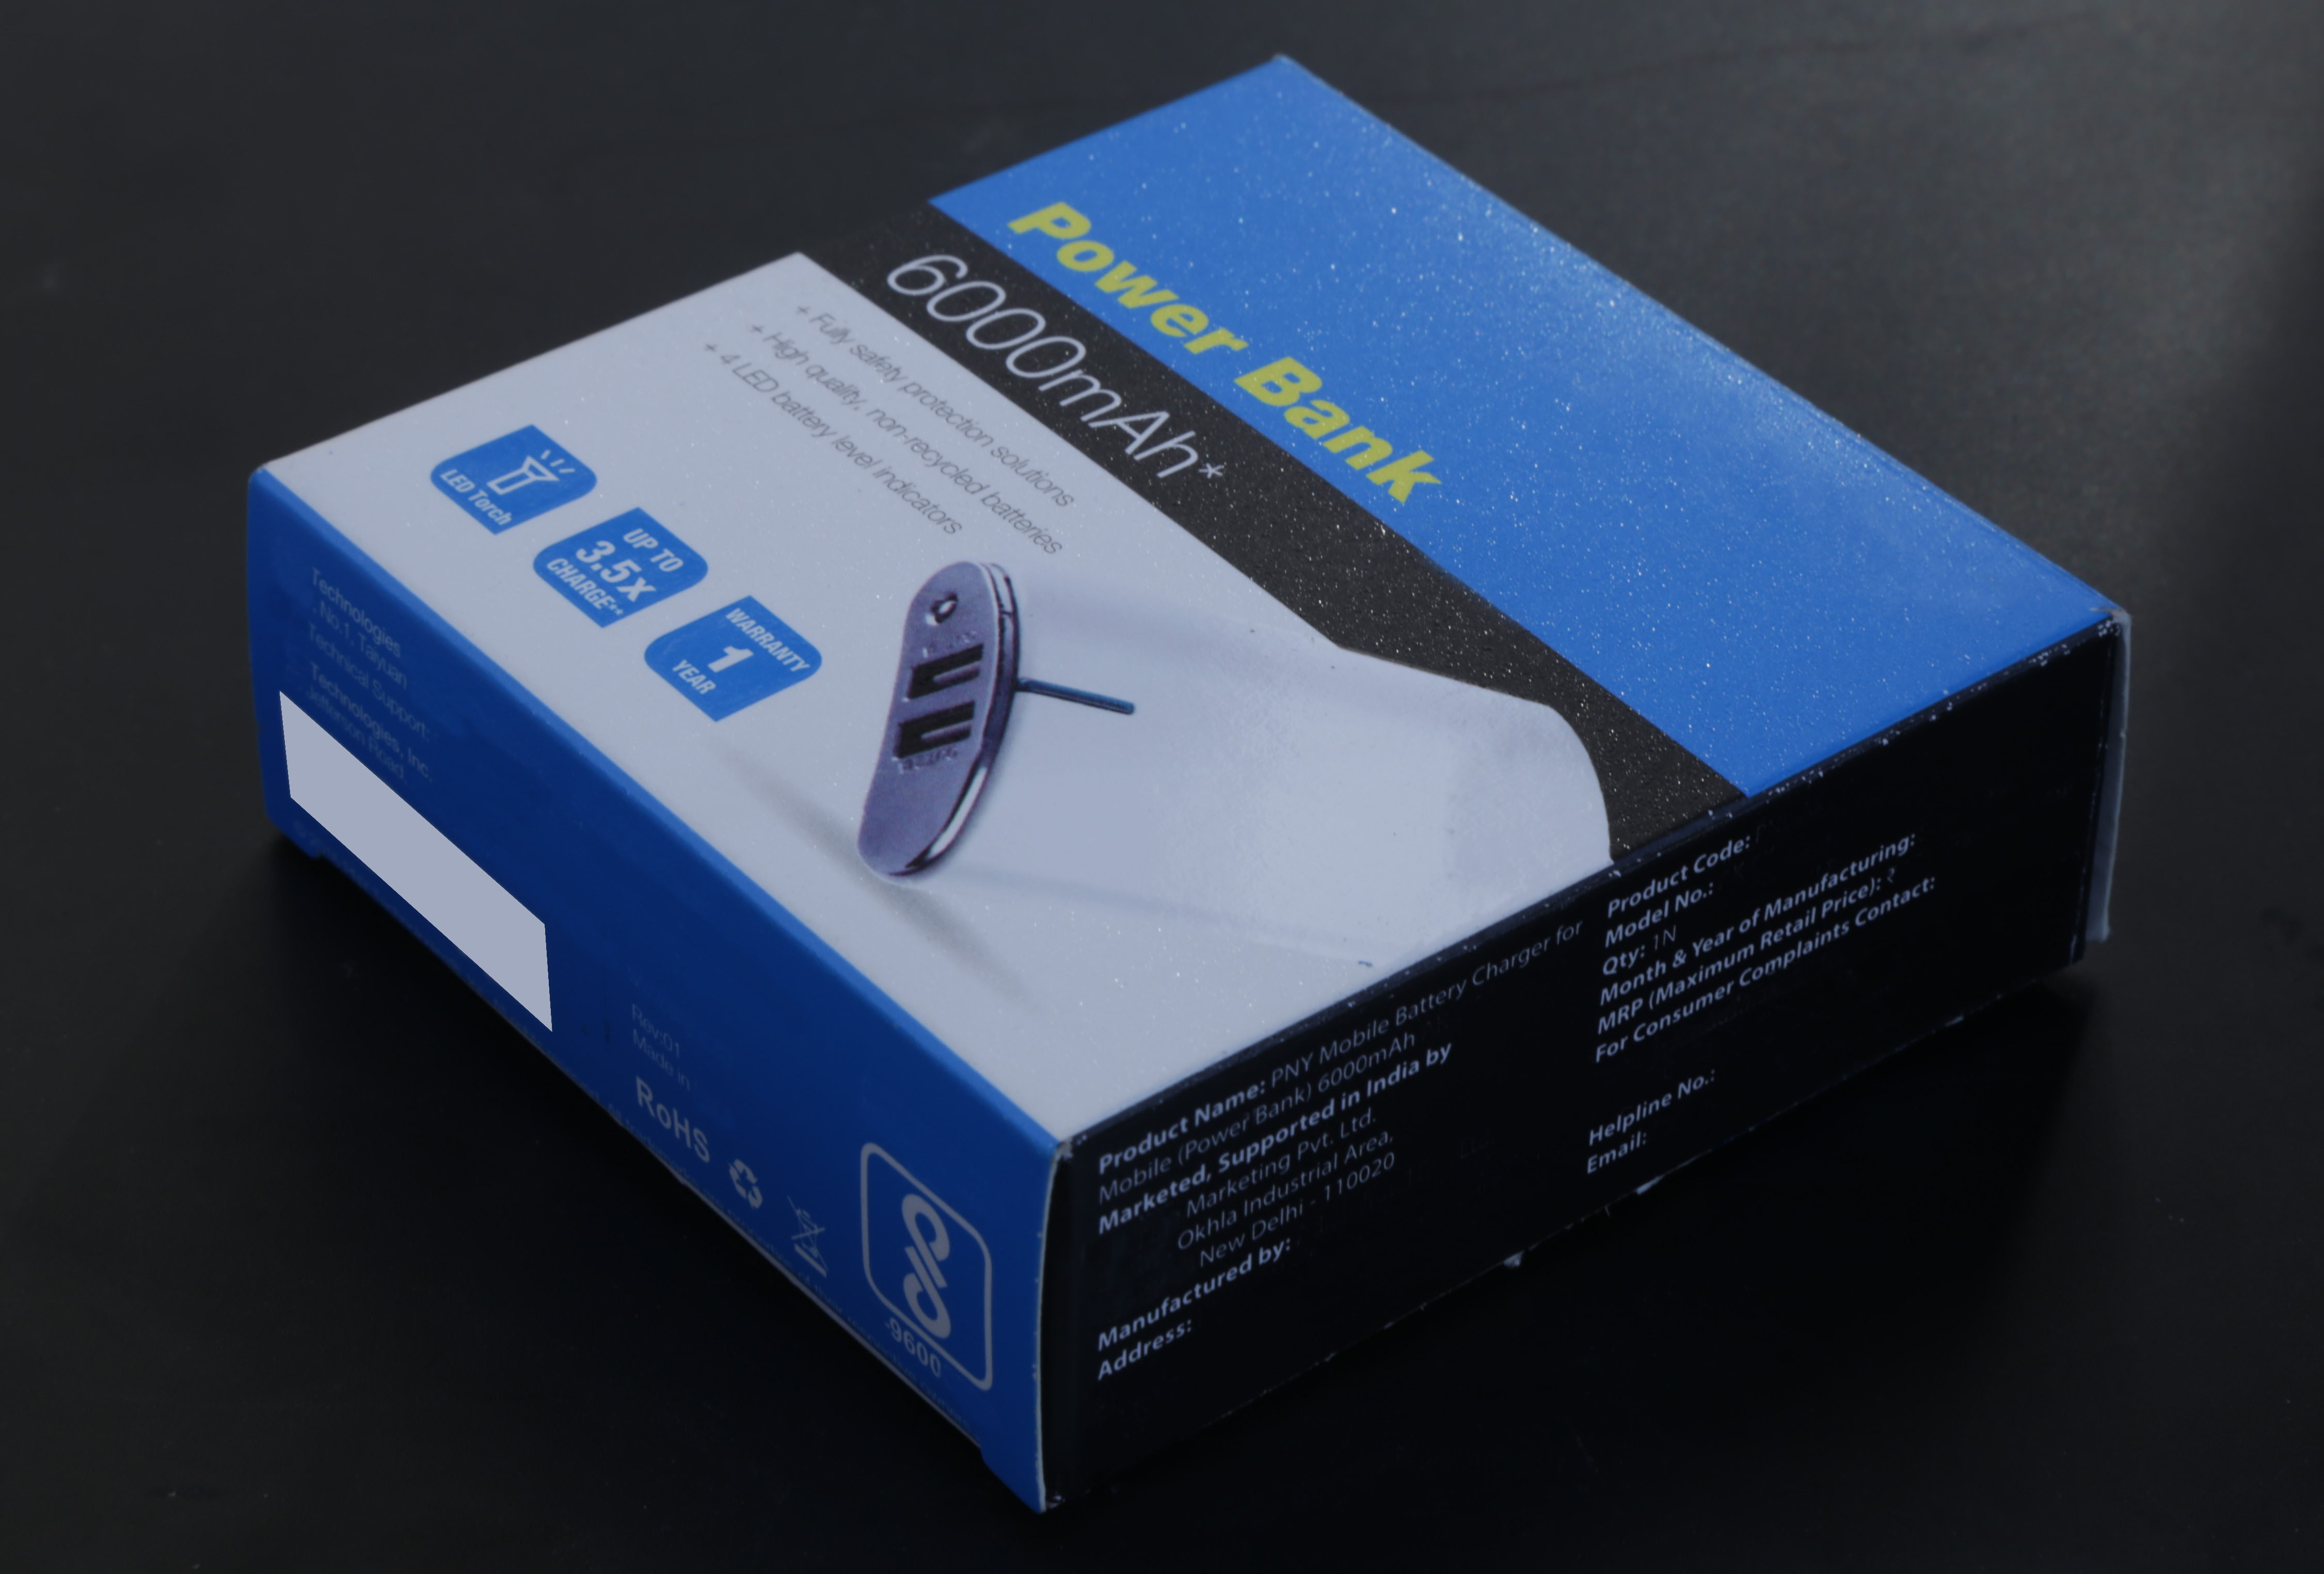 Power Bank
6000mAh*
+ Fully safety protection solutions
+ High quality, non-recycled batteries
+ 4 LED battery level indicators
LED Torch
UP TO
3.5x
CHARGE**
WARRANTY
1
YEAR
Technologies
No.1, Taiyuan
Technical Support:
Technologies, Inc.
Jefferson Road
Rev:01
Made in
RoHS
-9600
Product Name: PNY Mobile Battery Charger for
Mobile (Power Bank) 6000mAh
Marketed, Supported in India by
Marketing Pvt. Ltd.
Okhla Industrial Area,
New Delhi - 110020
Manufactured by:
Address:
Product Code:
Model No.:
Qty: 1N
Month & Year of Manufacturing:
MRP (Maximum Retail Price): ₹
For Consumer Complaints Contact:
Helpline No.:
Email: